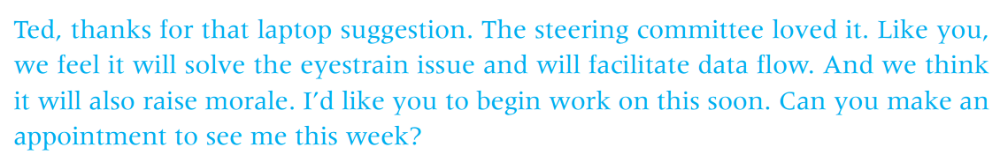 Ted, thanks for that laptop suggestion. The steering committee loved it. Like you,
we feel it will solve the eyestrain issue and will facilitate data flow. And we think
it will also raise morale. I’d like you to begin work on this soon. Can you make an
appointment to see me this week?